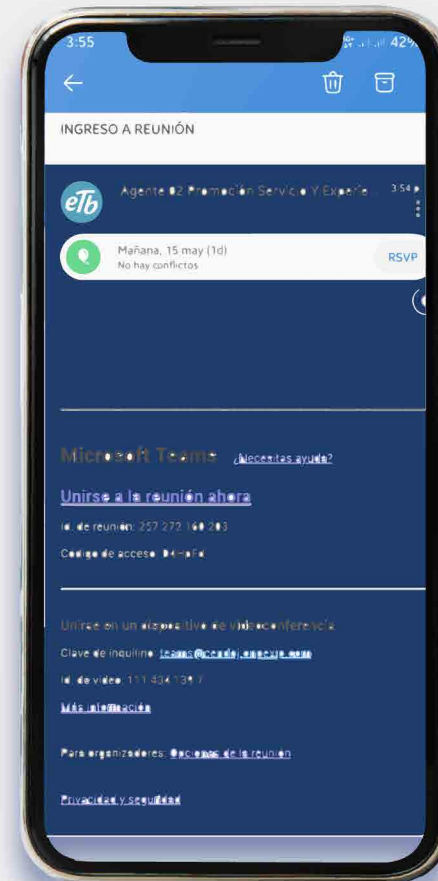 3:55
42%
INGRESO A REUNIÓN
eTb
Agente 02 Promoción Servicio Y Experie...
3:54 p
Mañana, 15 may (1d)
No hay conflictos
RSVP
Microsoft Teams ¿Necesitas ayuda?
Unirse a la reunión ahora
Id. de reunión: 257 272 160 203
Código de acceso:
Unirse en un dispositivo de videoconferencia
Clave de inquilino:
Id. de vídeo: 111 434 139 7
Más información
Para organizadores: Opciones de la reunión
Privacidad y seguridad